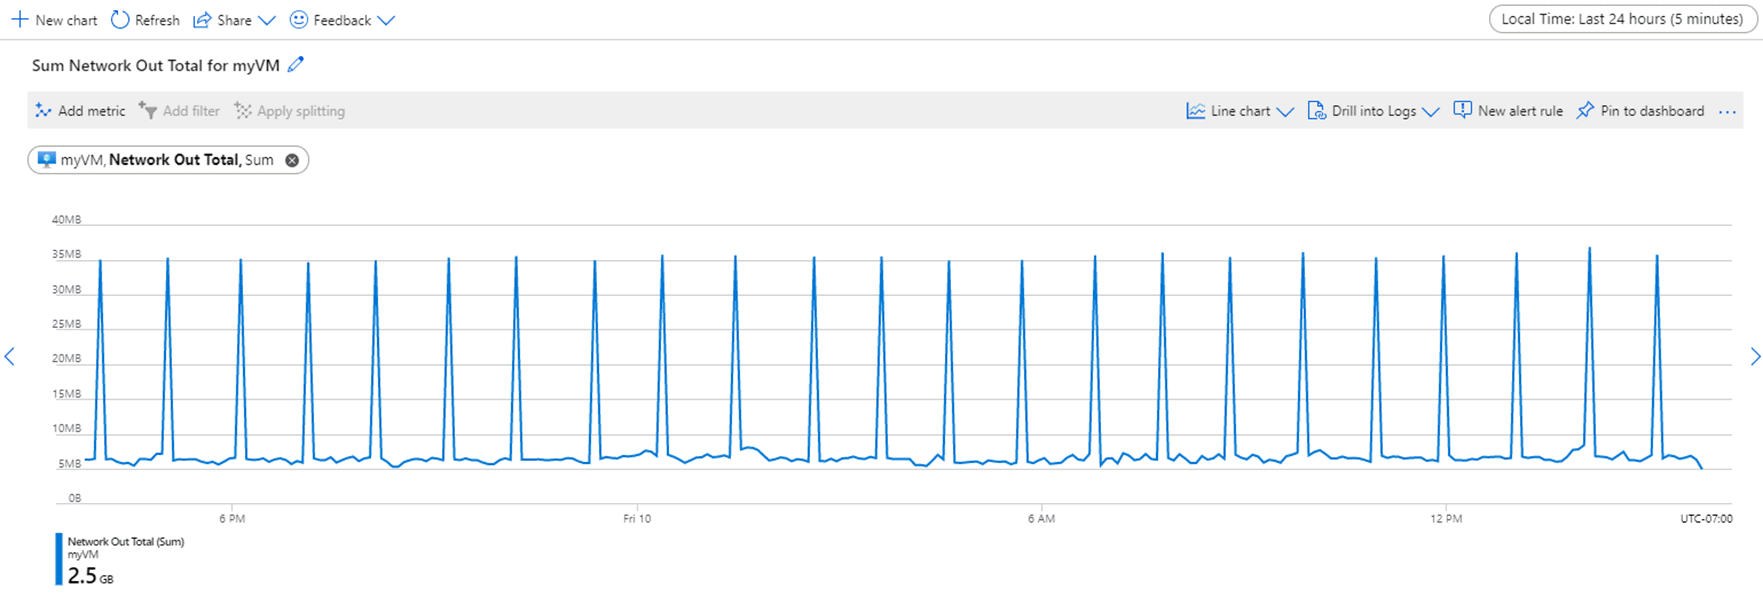 New chart Refresh Share Feedback Local Time: Last 24 hours (5 minutes)
Sum Network Out Total for myVM
Add metric Add filter Apply splitting Line chart Drill into Logs New alert rule Pin to dashboard ...
myVM, Network Out Total, Sum
40MB
35MB
30MB
25MB
20MB
15MB
10MB
5MB
0B
6 PM Fri 10 6 AM 12 PM UTC-07:00
Network Out Total (Sum)
myVM
2.5 GB